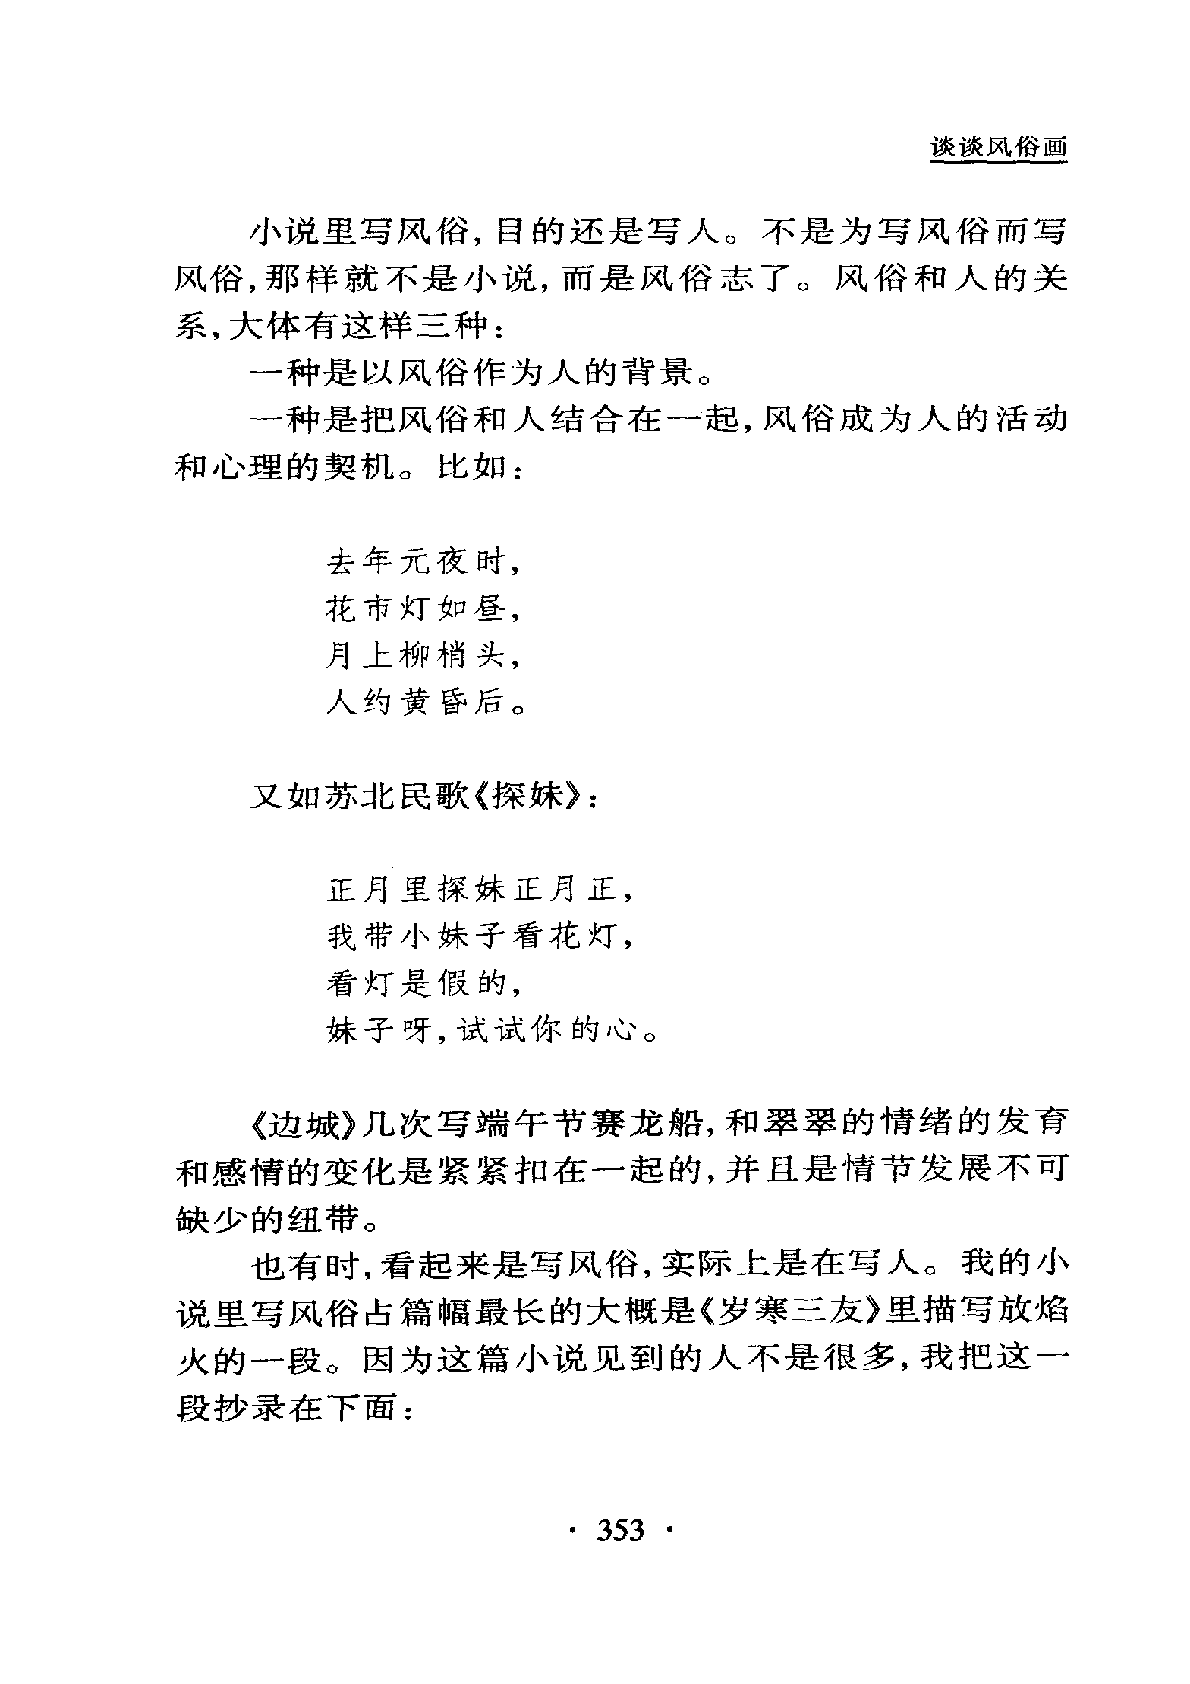 谈谈风俗画
小说里写风俗,目的还是写人。不是为写风俗而写
风俗,那样就不是小说,而是风俗志了。风俗和人的关
系,大体有这样三种:
一种是以风俗作为人的背景。
一种是把风俗和人结合在一起,风俗成为人的活动
和心理的契机。比如:
去年元夜时,
花市灯如昼,
月上柳梢头,
人约黄昏后。
又如苏北民歌《探妹》:
正月里探妹正月正,
我带小妹子看花灯,
看灯是假的,
妹子呀,试试你的心。
《边城》几次写端午节赛龙船,和翠翠的情绪的发育
和感情的变化是紧紧扣在一起的,并且是情节发展不可
缺少的纽带。
也有时,看起来是写风俗,实际上是在写人。我的小
说里写风俗占篇幅最长的大概是《岁寒三友》里描写放焰
火的一段。因为这篇小说见到的人不是很多,我把这一
段抄录在下面:
· 353 ·